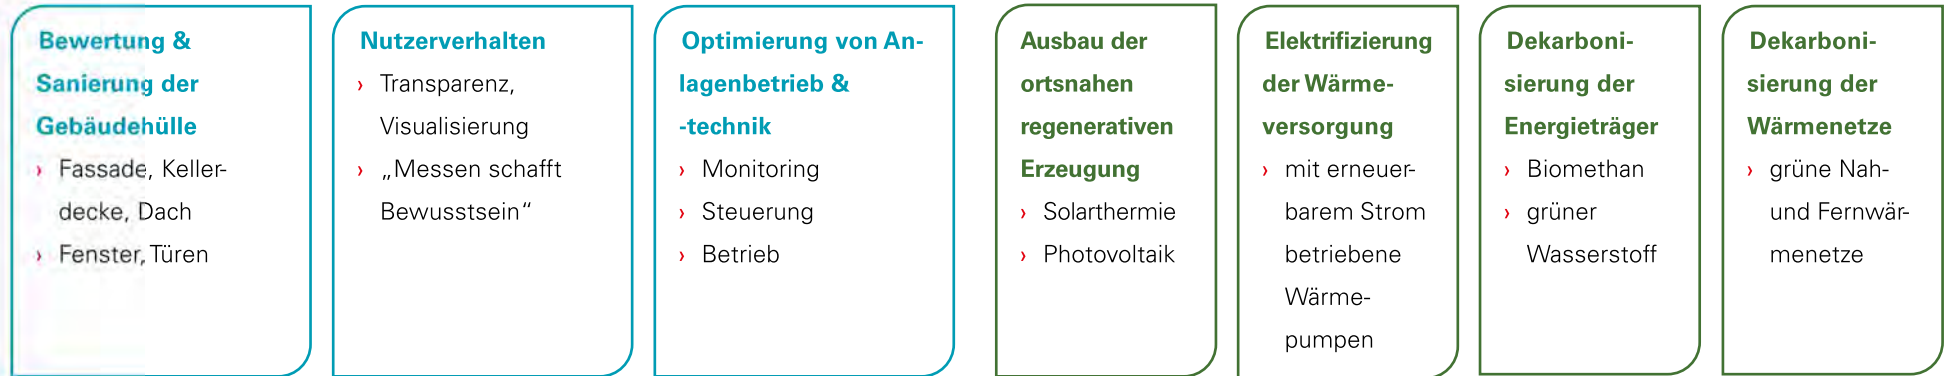 Bewertung &
Sanierung der
Gebäudehülle
› Fassade, Keller-
decke, Dach
› Fenster, Türen
Nutzerverhalten
› Transparenz,
Visualisierung
› „Messen schafft
Bewusstsein“
Optimierung von An-
lagenbetrieb &
-technik
› Monitoring
› Steuerung
› Betrieb
Ausbau der
ortsnahen
regenerativen
Erzeugung
› Solarthermie
› Photovoltaik
Elektrifizierung
der Wärme-
versorgung
› mit erneuer-
barem Strom
betriebene
Wärme-
pumpen
Dekarboni-
sierung der
Energieträger
› Biomethan
› grüner
Wasserstoff
Dekarboni-
sierung der
Wärmenetze
› grüne Nah-
und Fernwär-
menetze